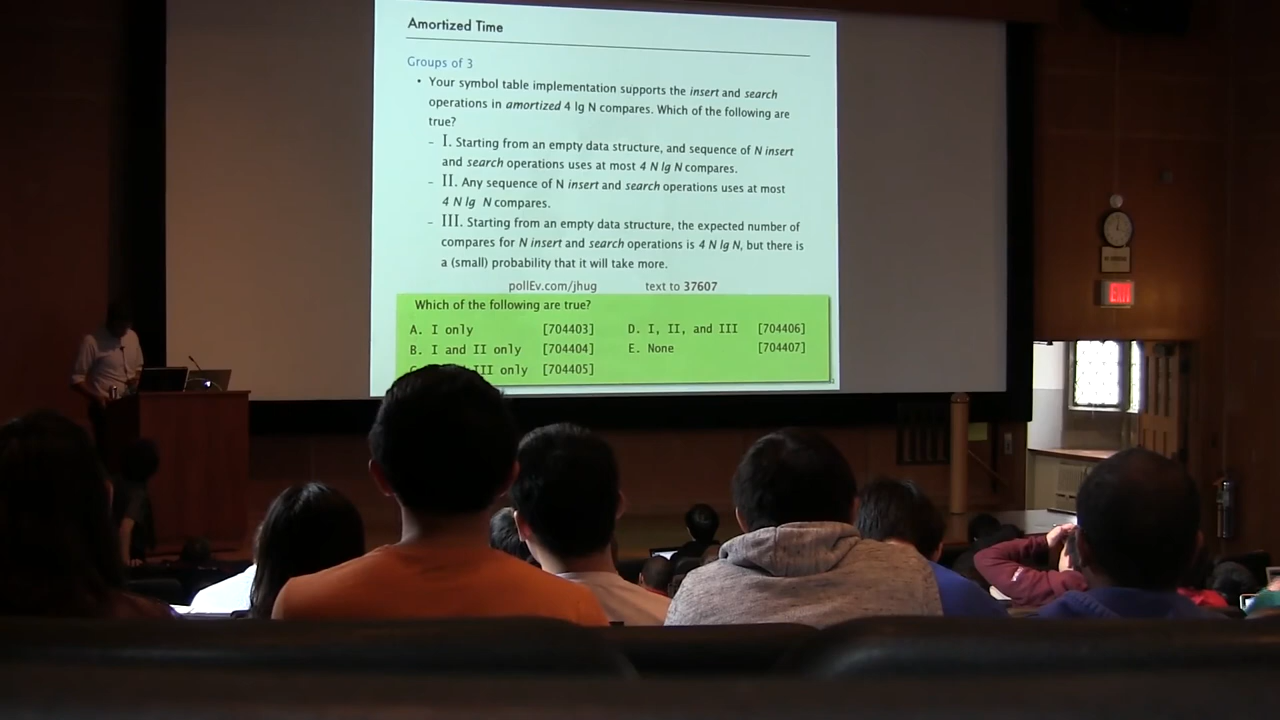 Amortized Time
Groups of 3
• Your symbol table implementation supports the insert and search
operations in amortized 4 lg N compares. Which of the following are
true?
– I. Starting from an empty data structure, and sequence of N insert
and search operations uses at most 4 N lg N compares.
– II. Any sequence of N insert and search operations uses at most
4 N lg N compares.
– III. Starting from an empty data structure, the expected number of
compares for N insert and search operations is 4 N lg N, but there is
a (small) probability that it will take more.
pollEv.com/jhug text to 37607
Which of the following are true?
A. I only [704403] D. I, II, and III [704406]
B. I and II only [704404] E. None [704407]
III only [704405]
EXIT